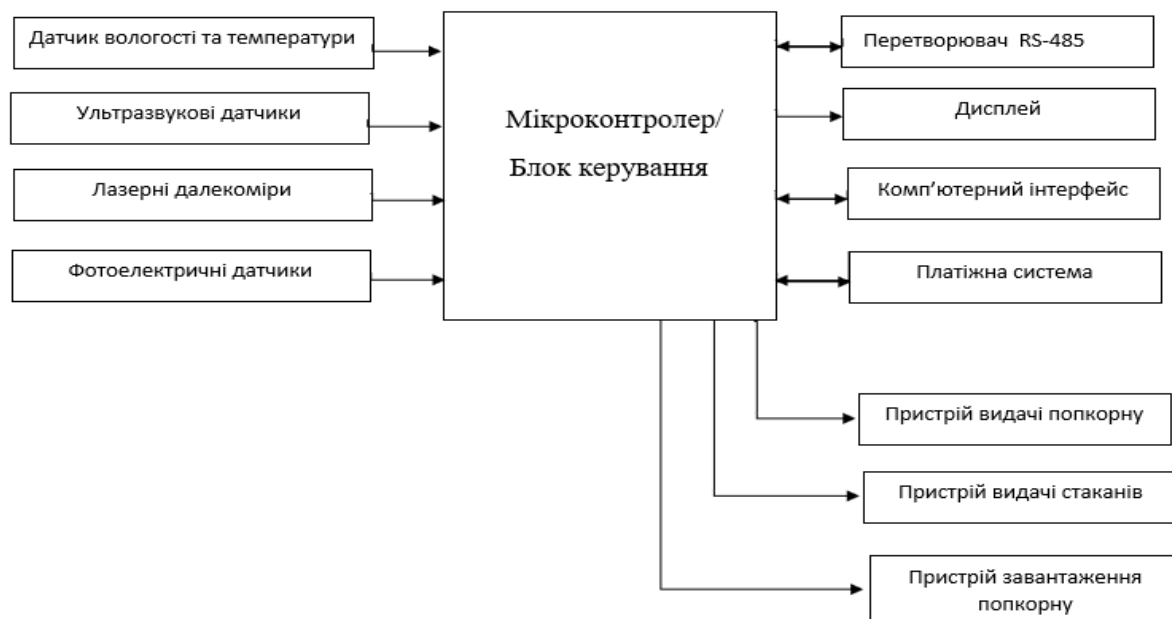 Датчик вологості та температури
Ультразвукові датчики
Лазерні далекоміри
Фотоелектричні датчики
Мікроконтролер/
Блок керування
Перетворювач RS-485
Дисплей
Комп’ютерний інтерфейс
Платіжна система
Пристрій видачі попкорну
Пристрій видачі стаканів
Пристрій завантаження
попкорну